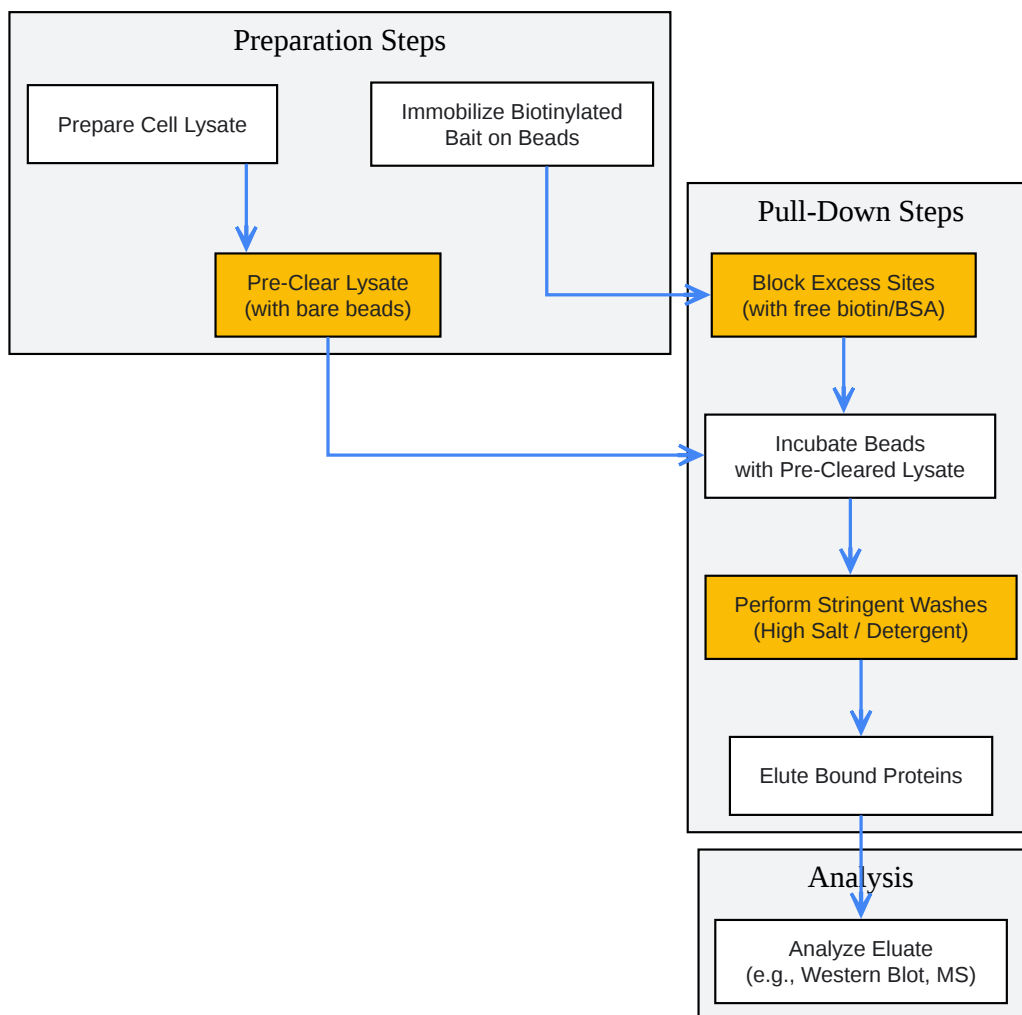 Preparation Steps
Prepare Cell Lysate
Immobilize Biotinylated
Bait on Beads
Pre-Clear Lysate
(with bare beads)
Pull-Down Steps
Block Excess Sites
(with free biotin/BSA)
Incubate Beads
with Pre-Cleared Lysate
Perform Stringent Washes
(High Salt / Detergent)
Elute Bound Proteins
Analysis
Analyze Eluate
(e.g., Western Blot, MS)